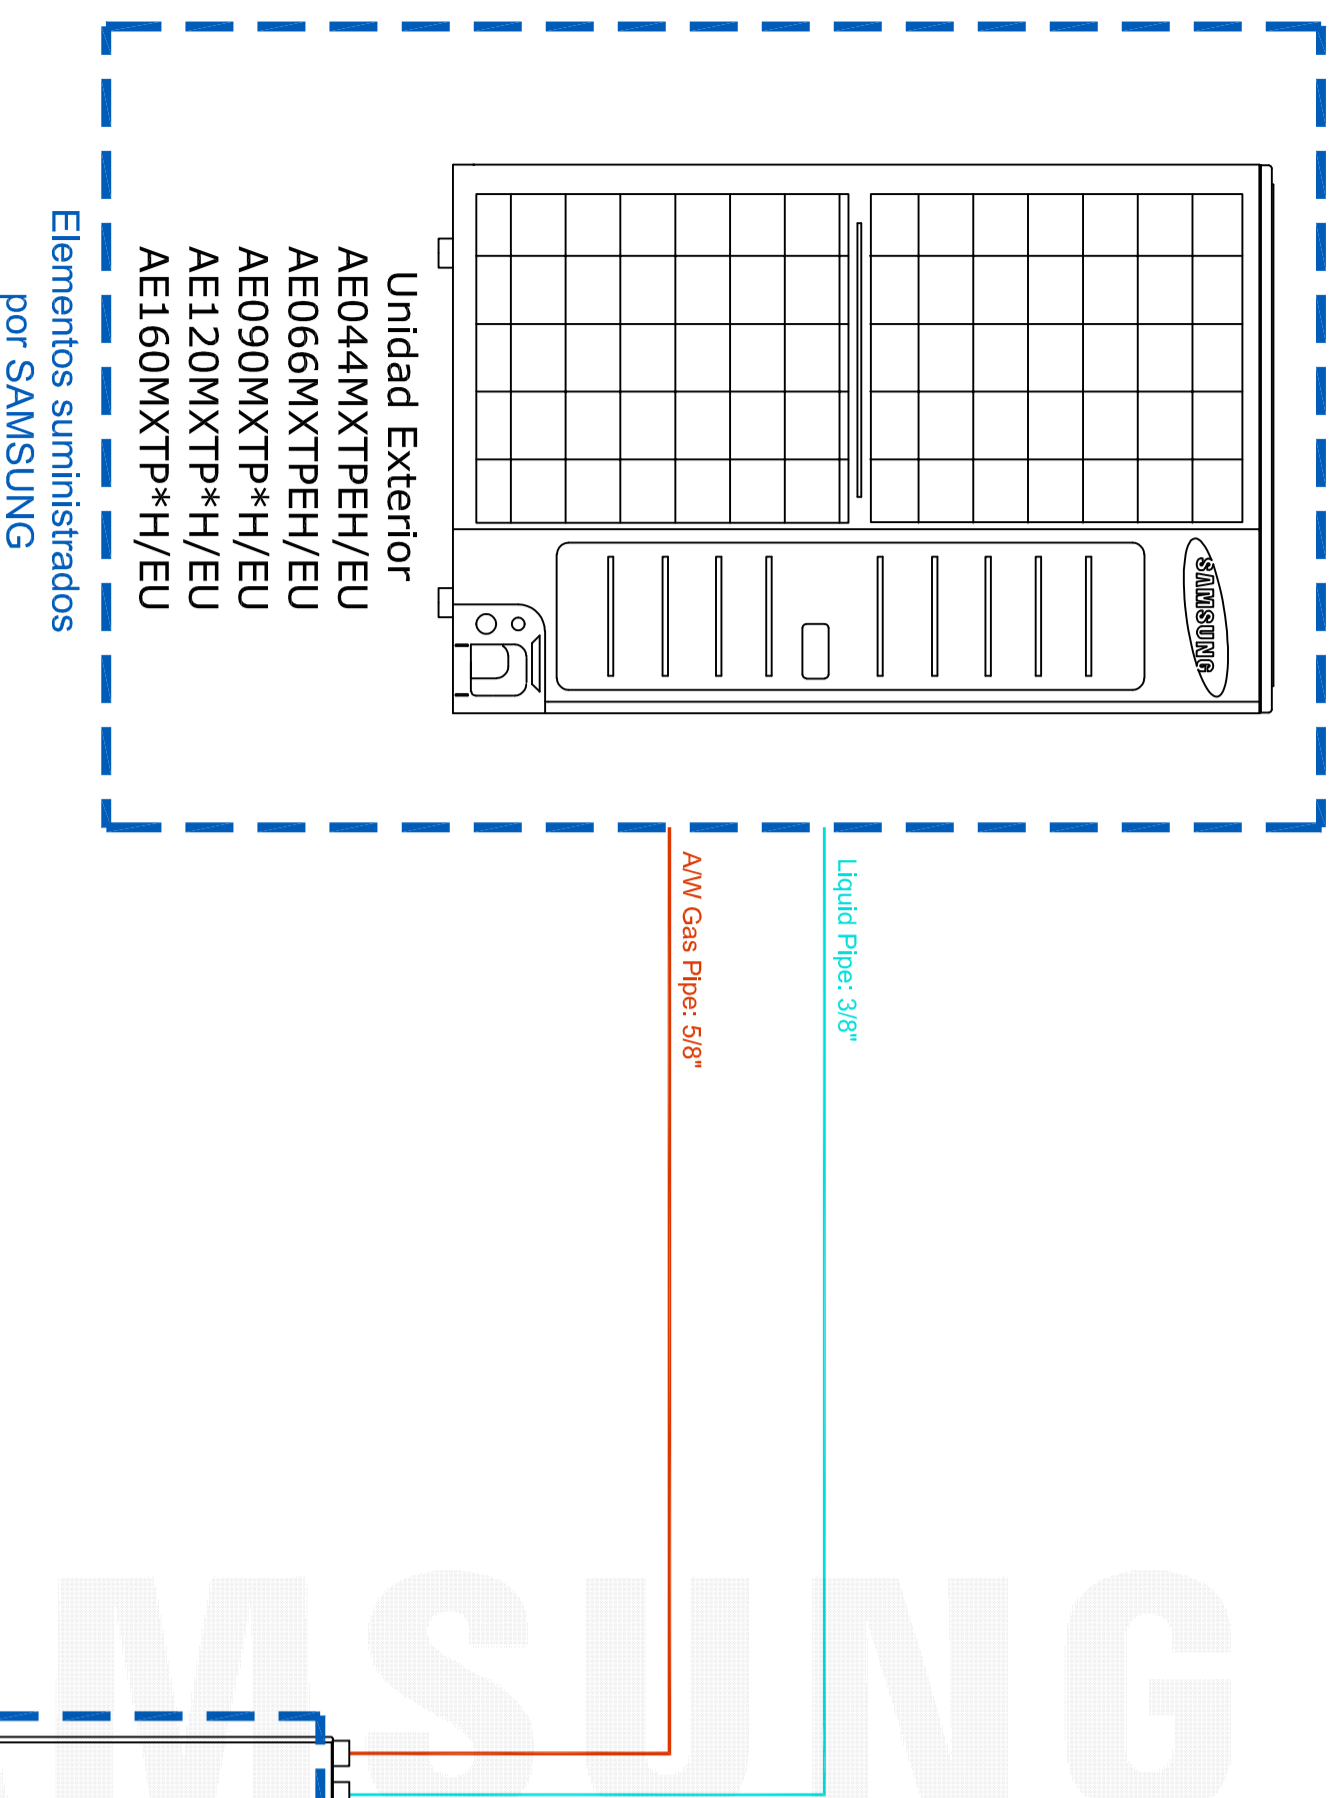 SAMSUNG
Unidad Exterior
AE044MXTPEH/EU
AE066MXTPEH/EU
AE090MXTP*H/EU
AE120MXTP*H/EU
AE160MXTP*H/EU
Elementos suministrados
por SAMSUNG
Liquid Pipe: 3/8"
A/W Gas Pipe: 5/8"
AMSUNG